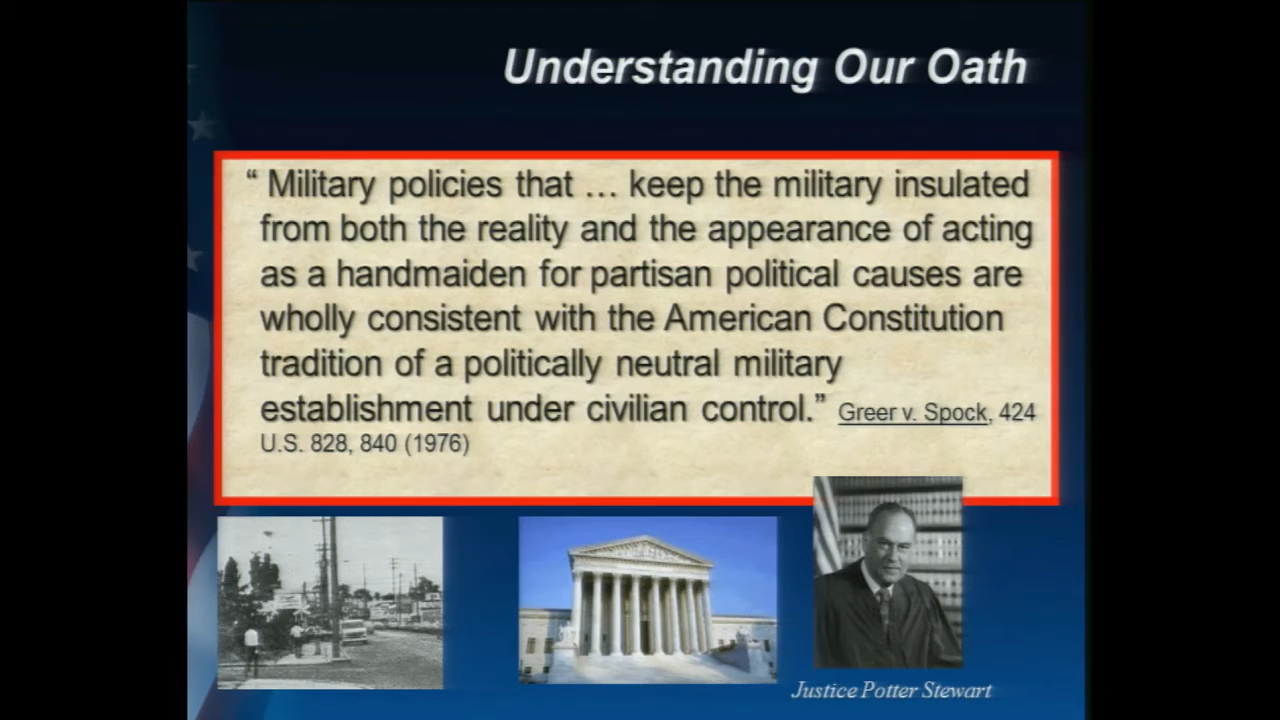 Understanding Our Oath
“ Military policies that … keep the military insulated
from both the reality and the appearance of acting
as a handmaiden for partisan political causes are
wholly consistent with the American Constitution
tradition of a politically neutral military
establishment under civilian control.” Greer v. Spock, 424
U.S. 828, 840 (1976)
Justice Potter Stewart